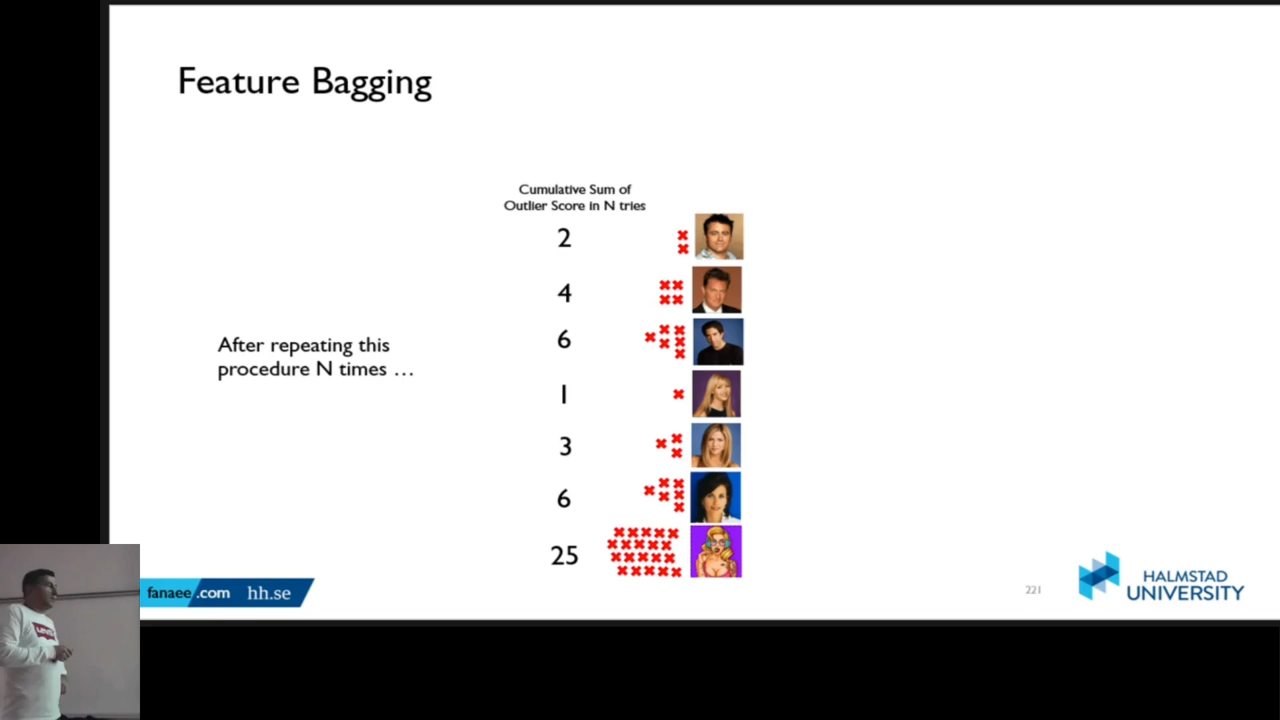 Feature Bagging
Cumulative Sum of
Outlier Score in N tries
2
4
6
After repeating this
procedure N times …
1
3
6
25
fanaee.com
hh.se
221
HALMSTAD
UNIVERSITY